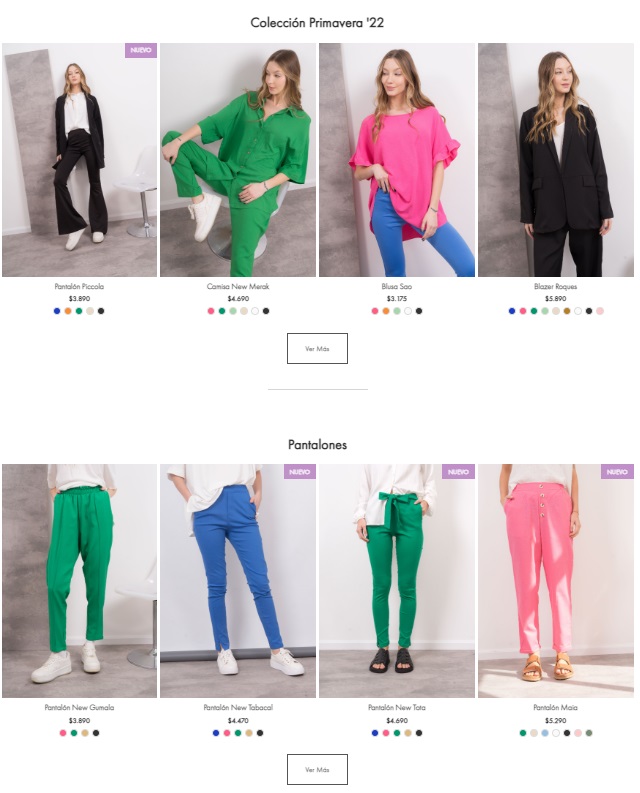 Colección Primavera '22
NUEVO
Pantalón Piccola
$3.890
Camisa New Merak
$4.690
Blusa Sao
$3.175
Blazer Roques
$5.890
Ver Más
Pantalones
NUEVO
NUEVO
NUEVO
Pantalón New Gumala
$3.890
Pantalón New Tabacal
$4.470
Pantalón New Tata
$4.690
Pantalón Maia
$5.290
Ver Más